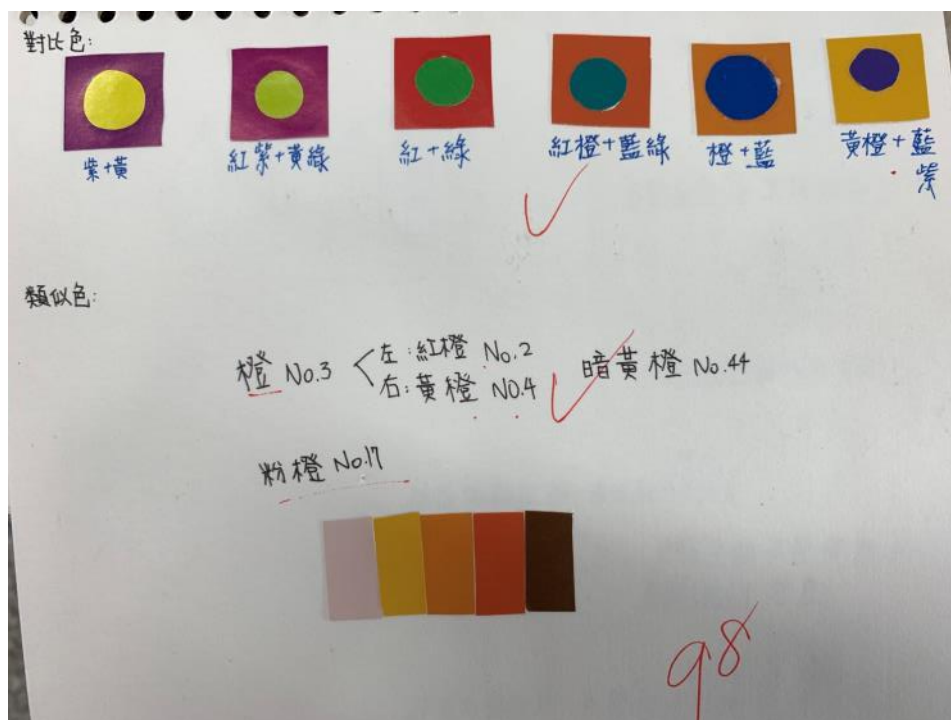 對比色:
紫+黃
紅紫+黃綠
紅+綠
紅橙+藍綠
橙+藍
黃橙+藍
紫
類似色:
橙 No.3 左:紅橙 No.2
右:黃橙 NO.4
暗黃橙 No.44
粉橙 No.17
98